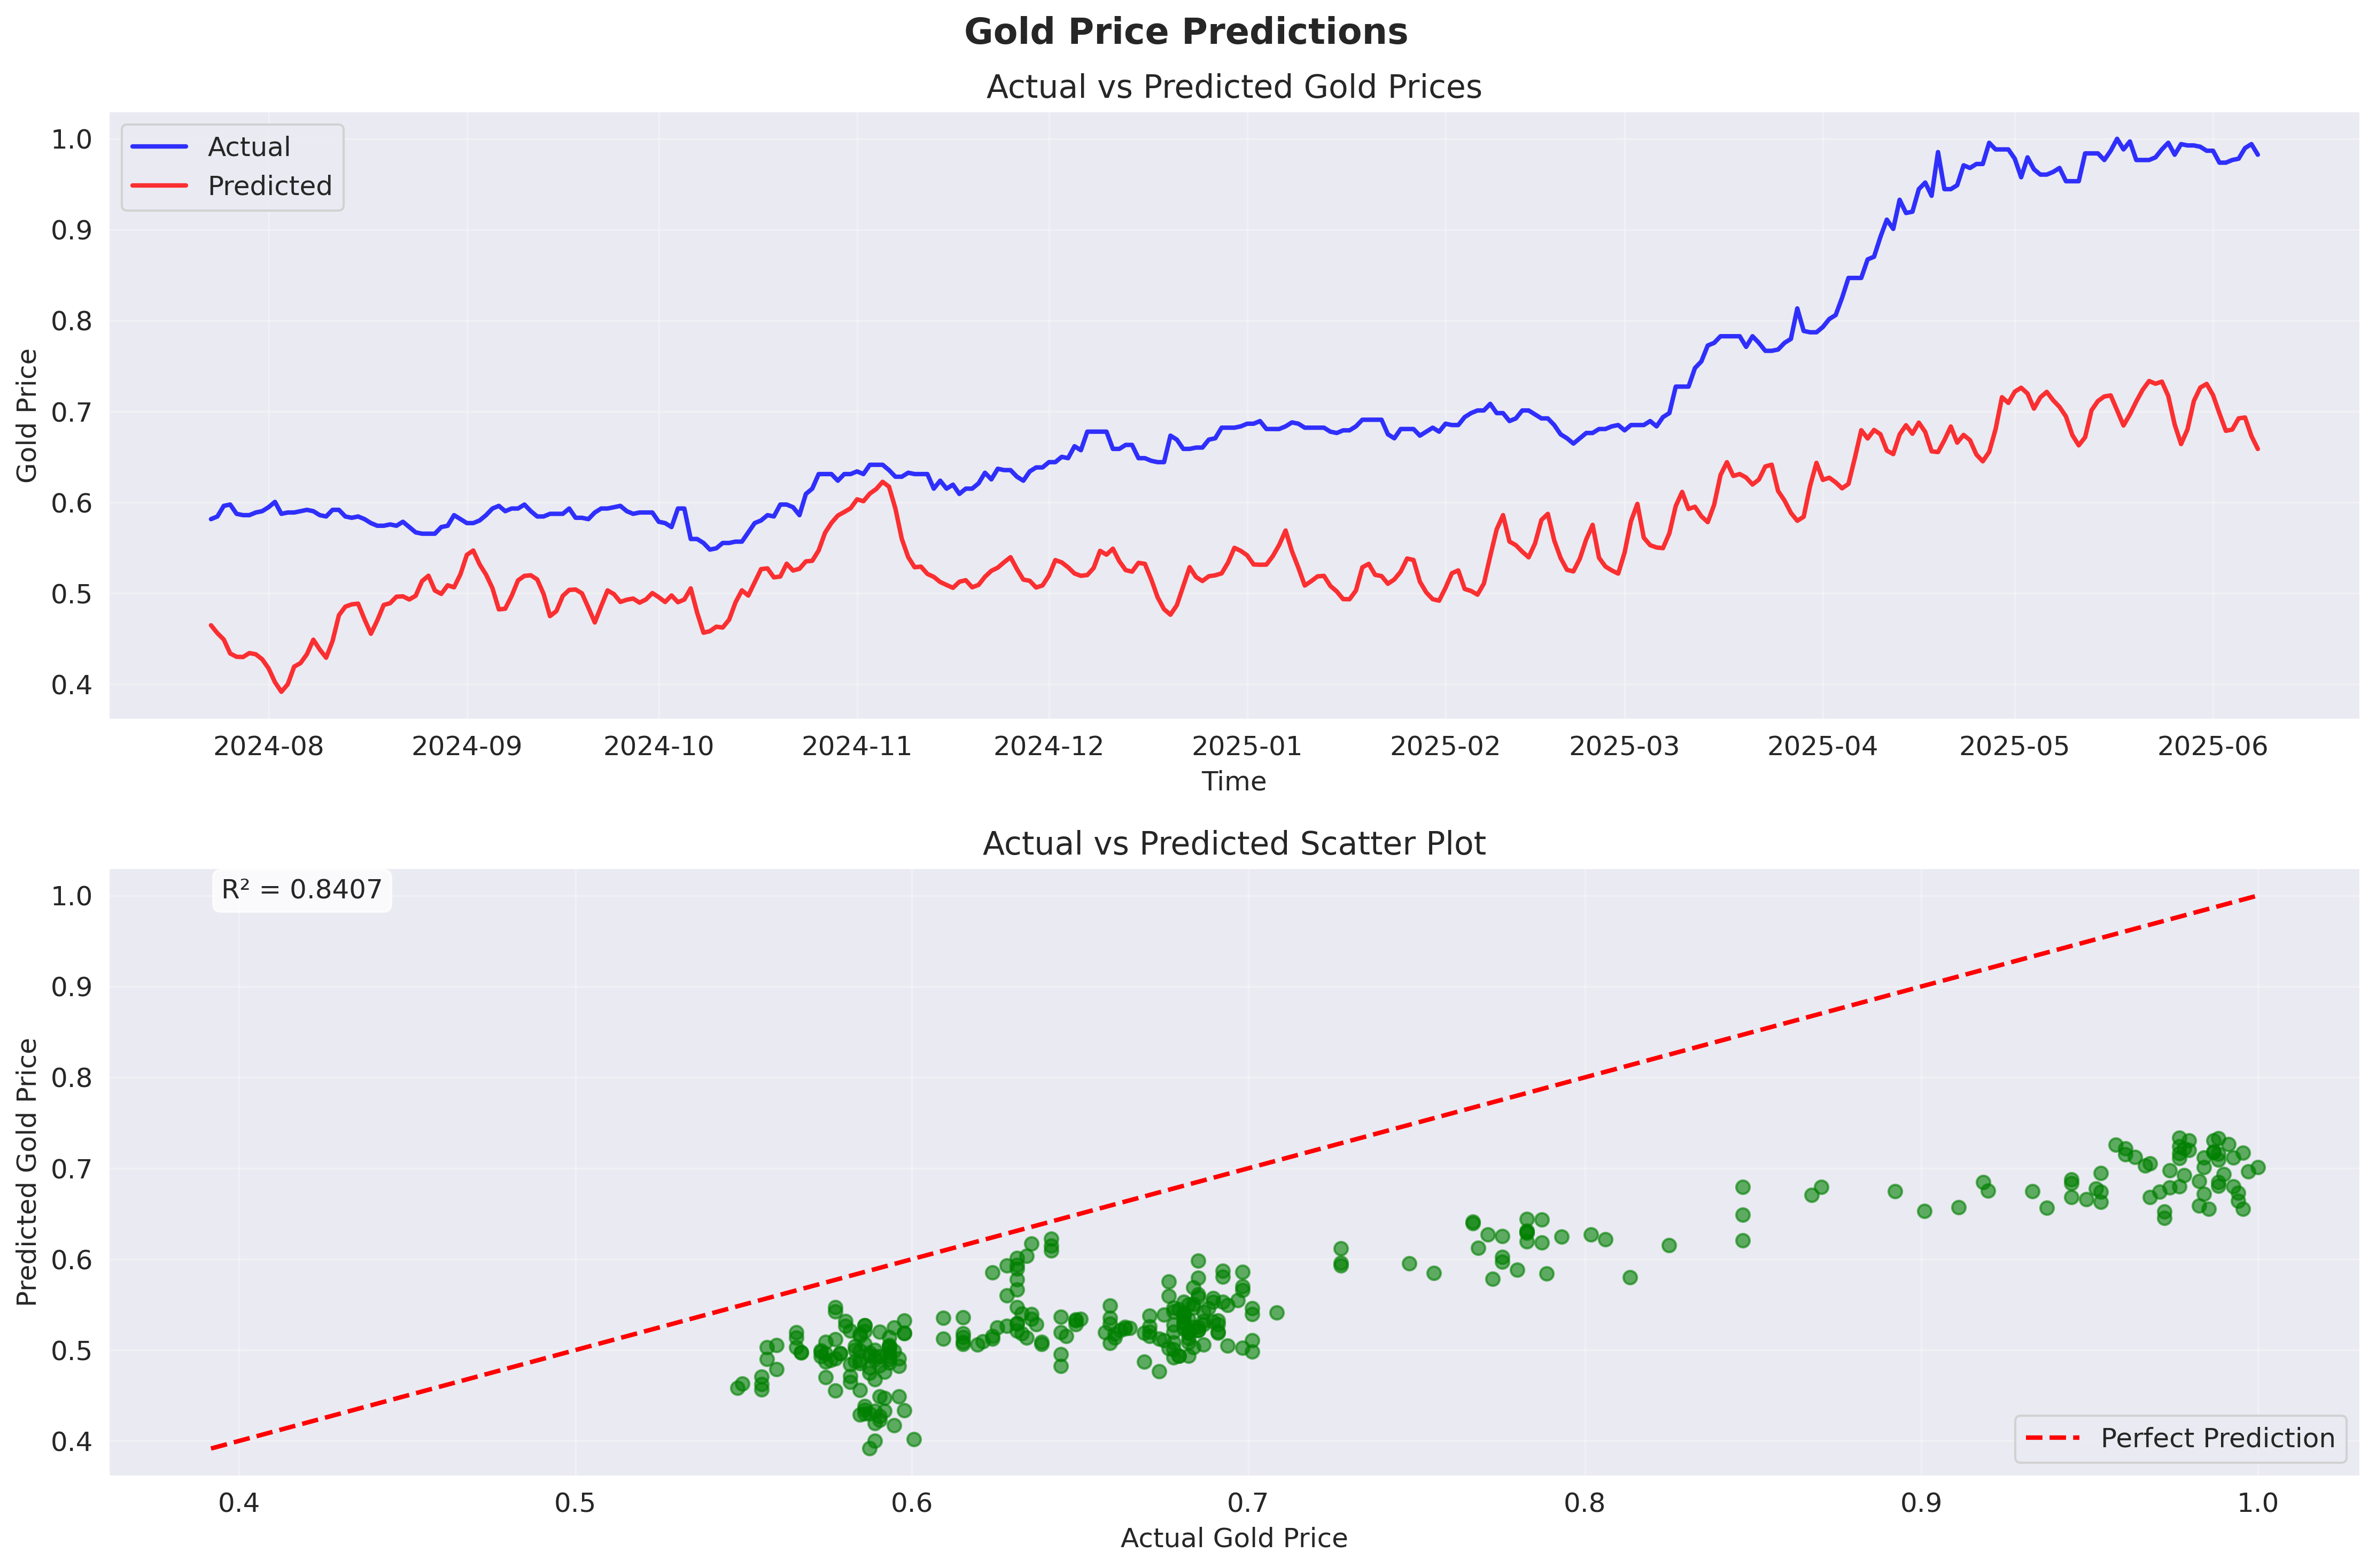 Gold Price Predictions
Actual vs Predicted Gold Prices
Actual
Predicted
Gold Price
1.0
0.9
0.8
0.7
0.6
0.5
0.4
2024-08
2024-09
2024-10
2024-11
2024-12
2025-01
2025-02
2025-03
2025-04
2025-05
2025-06
Time
Actual vs Predicted Scatter Plot
R² = 0.8407
Predicted Gold Price
1.0
0.9
0.8
0.7
0.6
0.5
0.4
Perfect Prediction
0.4
0.5
0.6
0.7
0.8
0.9
1.0
Actual Gold Price